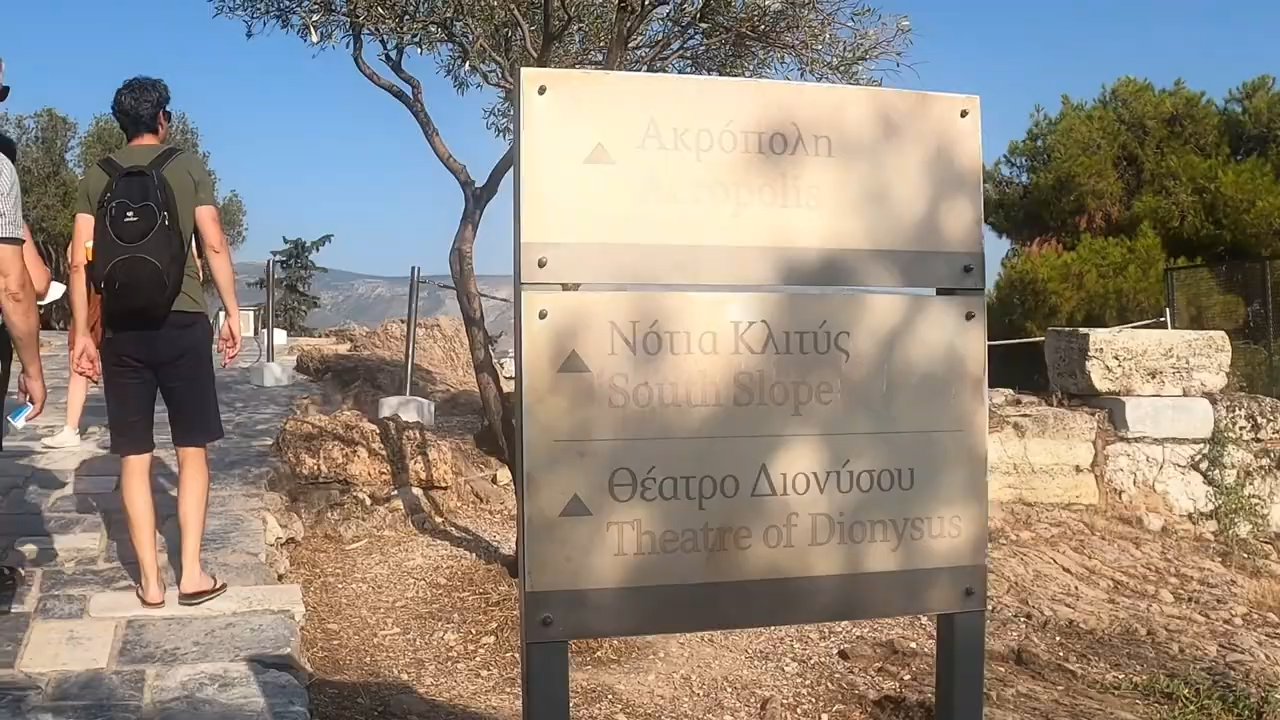 Ακρόπολη
Acropolis
Νότια Κλιτύς
South Slope
Θέατρο Διονύσου
Theatre of Dionysus